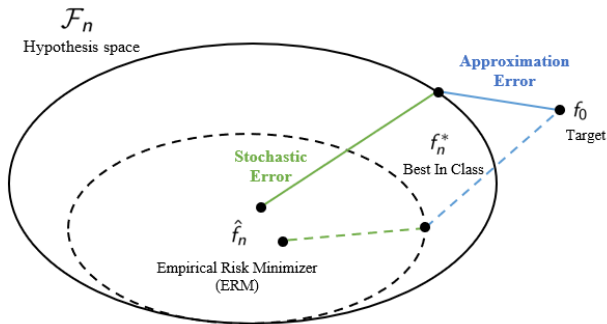 𝓕ₙ
Hypothesis space
Approximation
Error
f₀
Target
fₙ*
Best In Class
Stochastic
Error
f̂ₙ
Empirical Risk Minimizer
(ERM)